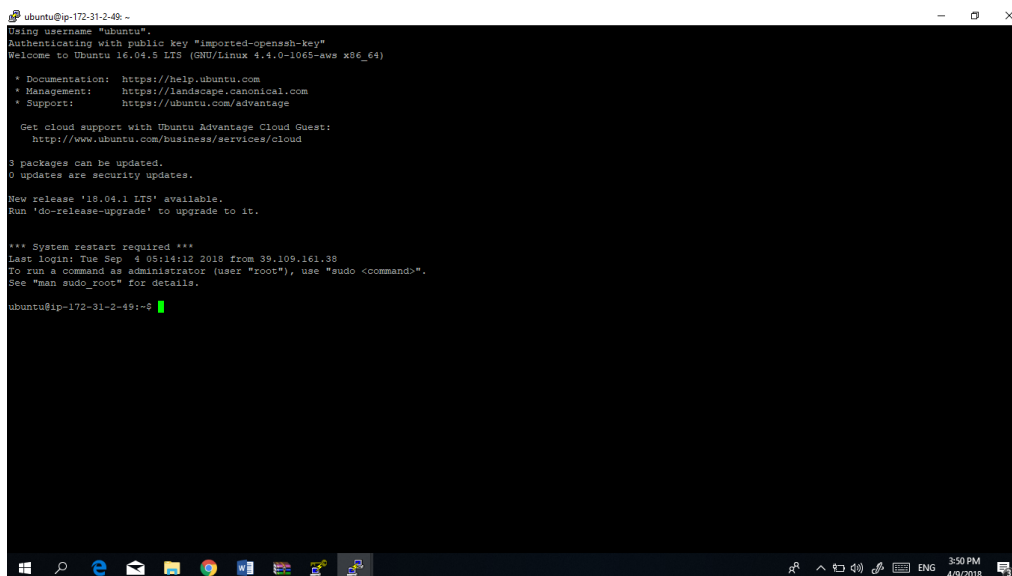 ubuntu@ip-172-31-2-49: ~
Using username "ubuntu".
Authenticating with public key "imported-openssh-key"
Welcome to Ubuntu 16.04.5 LTS (GNU/Linux 4.4.0-1065-aws x86_64)
* Documentation: https://help.ubuntu.com
* Management: https://landscape.canonical.com
* Support: https://ubuntu.com/advantage
Get cloud support with Ubuntu Advantage Cloud Guest:
http://www.ubuntu.com/business/services/cloud
3 packages can be updated.
0 updates are security updates.
New release '18.04.1 LTS' available.
Run 'do-release-upgrade' to upgrade to it.
*** System restart required ***
Last login: Tue Sep  4 05:14:12 2018 from 39.109.161.38
To run a command as administrator (user "root"), use "sudo <command>".
See "man sudo_root" for details.
ubuntu@ip-172-31-2-49:~$
ENG
3:50 PM
4/9/2018